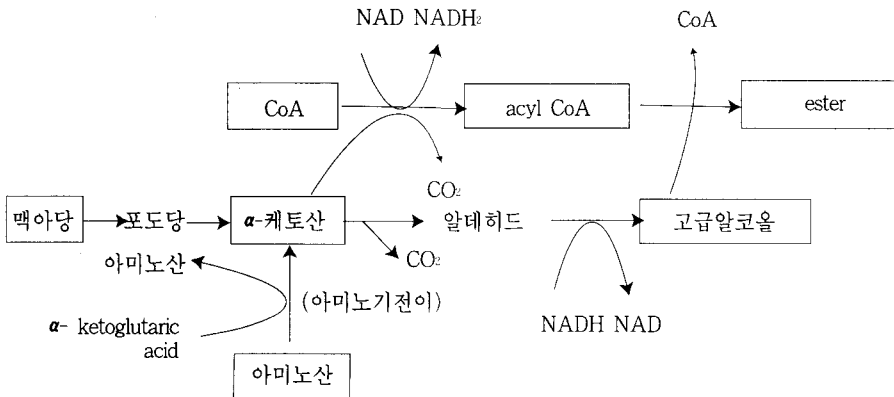 NAD NADH₂
CoA
CoA
acyl CoA
ester
CO₂
맥아당
포도당
α-케토산
알데히드
고급알코올
CO₂
아미노산
(아미노기전이)
α- ketoglutaric
acid
NADH NAD
아미노산